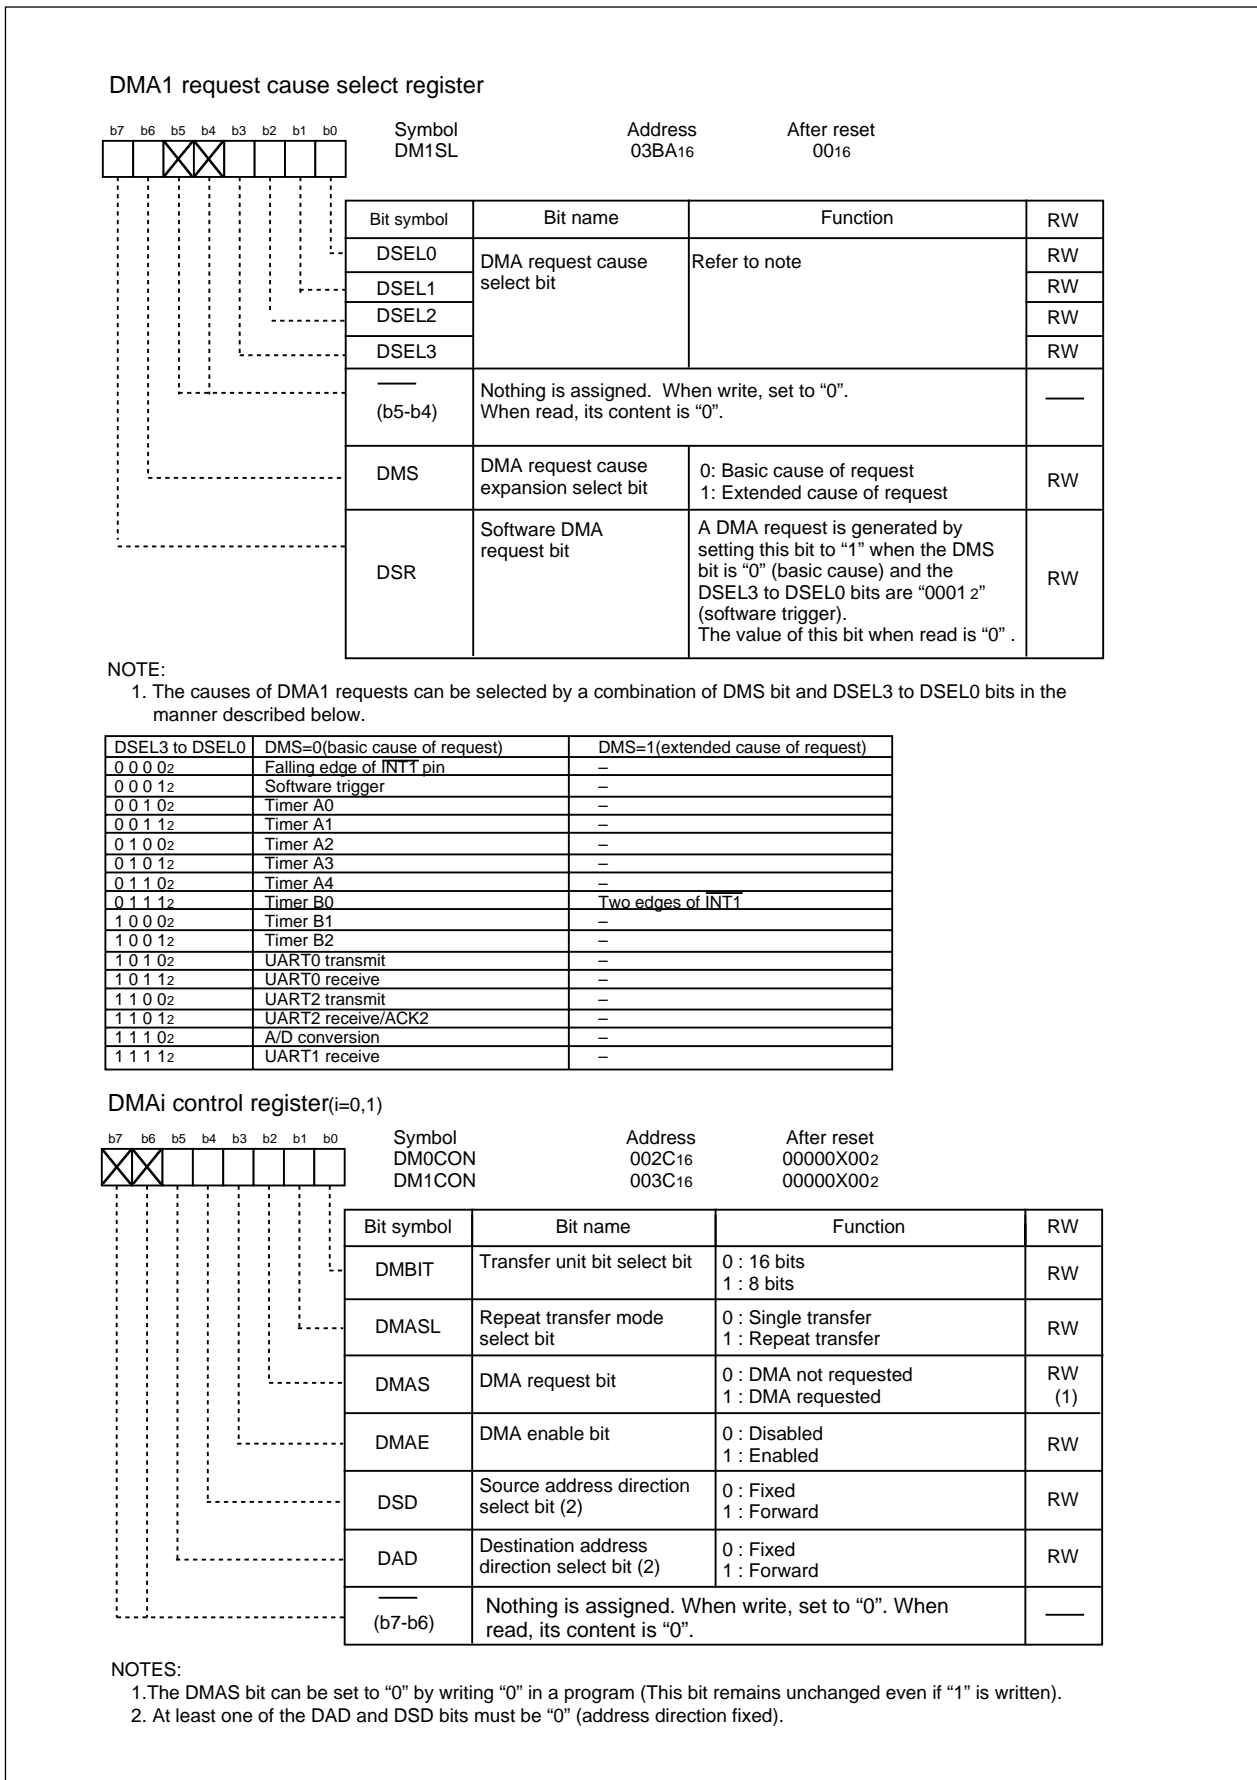 DMA1 request cause select register
b7 b6 b5 b4 b3 b2 b1 b0 Symbol Address After reset
DM1SL 03BA16 0016
Bit symbol Bit name Function RW
DSEL0 DMA request cause Refer to note RW
DSEL1 select bit RW
DSEL2 RW
DSEL3 RW
(b5-b4) Nothing is assigned. When write, set to “0”. —
When read, its content is “0”.
DMS DMA request cause 0: Basic cause of request RW
expansion select bit 1: Extended cause of request
Software DMA A DMA request is generated by
request bit setting this bit to “1” when the DMS
DSR bit is “0” (basic cause) and the RW
DSEL3 to DSEL0 bits are “0001 2”
(software trigger).
The value of this bit when read is “0” .
NOTE:
1. The causes of DMA1 requests can be selected by a combination of DMS bit and DSEL3 to DSEL0 bits in the
manner described below.
DSEL3 to DSEL0 DMS=0(basic cause of request) DMS=1(extended cause of request)
0 0 0 02 Falling edge of INT1 pin –
0 0 0 12 Software trigger –
0 0 1 02 Timer A0 –
0 0 1 12 Timer A1 –
0 1 0 02 Timer A2 –
0 1 0 12 Timer A3 –
0 1 1 02 Timer A4 –
0 1 1 12 Timer B0 Two edges of INT1
1 0 0 02 Timer B1 –
1 0 0 12 Timer B2 –
1 0 1 02 UART0 transmit –
1 0 1 12 UART0 receive –
1 1 0 02 UART2 transmit –
1 1 0 12 UART2 receive/ACK2 –
1 1 1 02 A/D conversion –
1 1 1 12 UART1 receive –
DMAi control register(i=0,1)
b7 b6 b5 b4 b3 b2 b1 b0 Symbol Address After reset
DM0CON 002C16 00000X002
DM1CON 003C16 00000X002
Bit symbol Bit name Function RW
DMBIT Transfer unit bit select bit 0 : 16 bits RW
1 : 8 bits
DMASL Repeat transfer mode 0 : Single transfer RW
select bit 1 : Repeat transfer
DMAS DMA request bit 0 : DMA not requested RW
1 : DMA requested (1)
DMAE DMA enable bit 0 : Disabled RW
1 : Enabled
DSD Source address direction 0 : Fixed RW
select bit (2) 1 : Forward
DAD Destination address 0 : Fixed RW
direction select bit (2) 1 : Forward
(b7-b6) Nothing is assigned. When write, set to “0”. When —
read, its content is “0”.
NOTES:
1.The DMAS bit can be set to “0” by writing “0” in a program (This bit remains unchanged even if “1” is written).
2. At least one of the DAD and DSD bits must be “0” (address direction fixed).